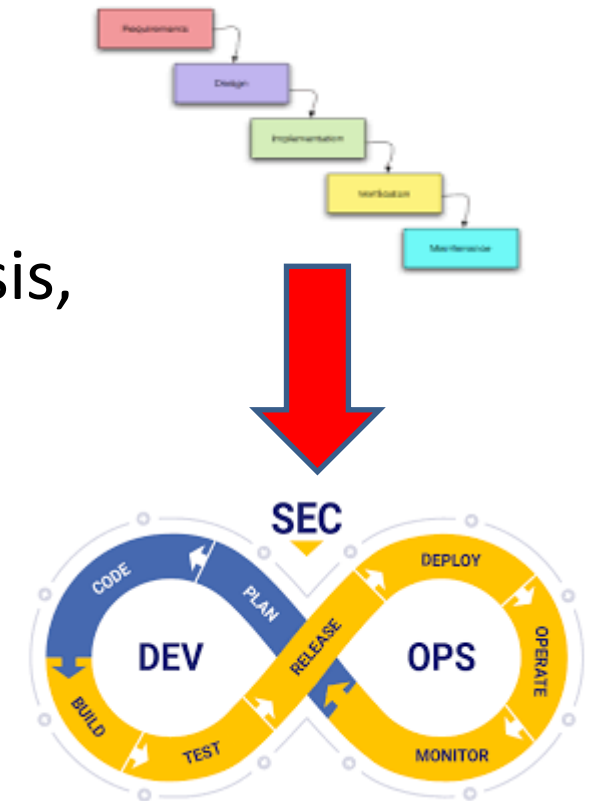 Requirements
Design
Implementation
Verification
Maintenance
sis,
SEC
DEPLOY
CODE
PLAN
RELEASE
OPERATE
DEV
OPS
BUILD
TEST
MONITOR